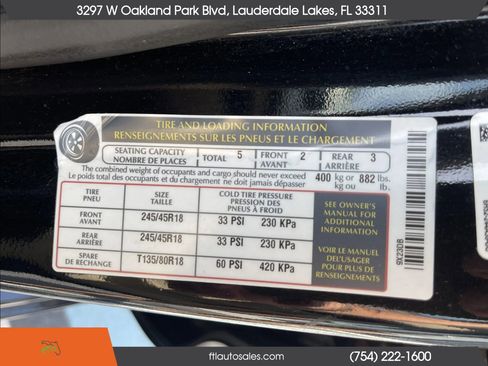 3297 W Oakland Park Blvd, Lauderdale Lakes, FL 33311
TIRE AND LOADING INFORMATION
RENSEIGNEMENTS SUR LES PNEUS ET LE CHARGEMENT
SEATING CAPACITY
NOMBRE DE PLACES
TOTAL 5
FRONT
AVANT 2
REAR
ARRIÈRE 3
The combined weight of occupants and cargo should never exceed
Le poids total des occupants et du chargement ne doit jamais dépasser
400 kg or 882 lbs.
kg ou lb.
TIRE
PNEU
SIZE
TAILLE
COLD TIRE PRESSURE
PRESSION DES
PNEUS À FROID
FRONT
AVANT
245/45R18
33 PSI 230 KPa
REAR
ARRIÈRE
245/45R18
33 PSI 230 KPa
SPARE
DE RECHANGE
T135/80R18
60 PSI 420 KPa
SEE OWNER'S
MANUAL FOR
ADDITIONAL
INFORMATION
VOIR LE MANUEL
DE L'USAGER
POUR PLUS DE
RENSEIGNEMENTS
9X23DB
ftlautosales.com
(754) 222-1600